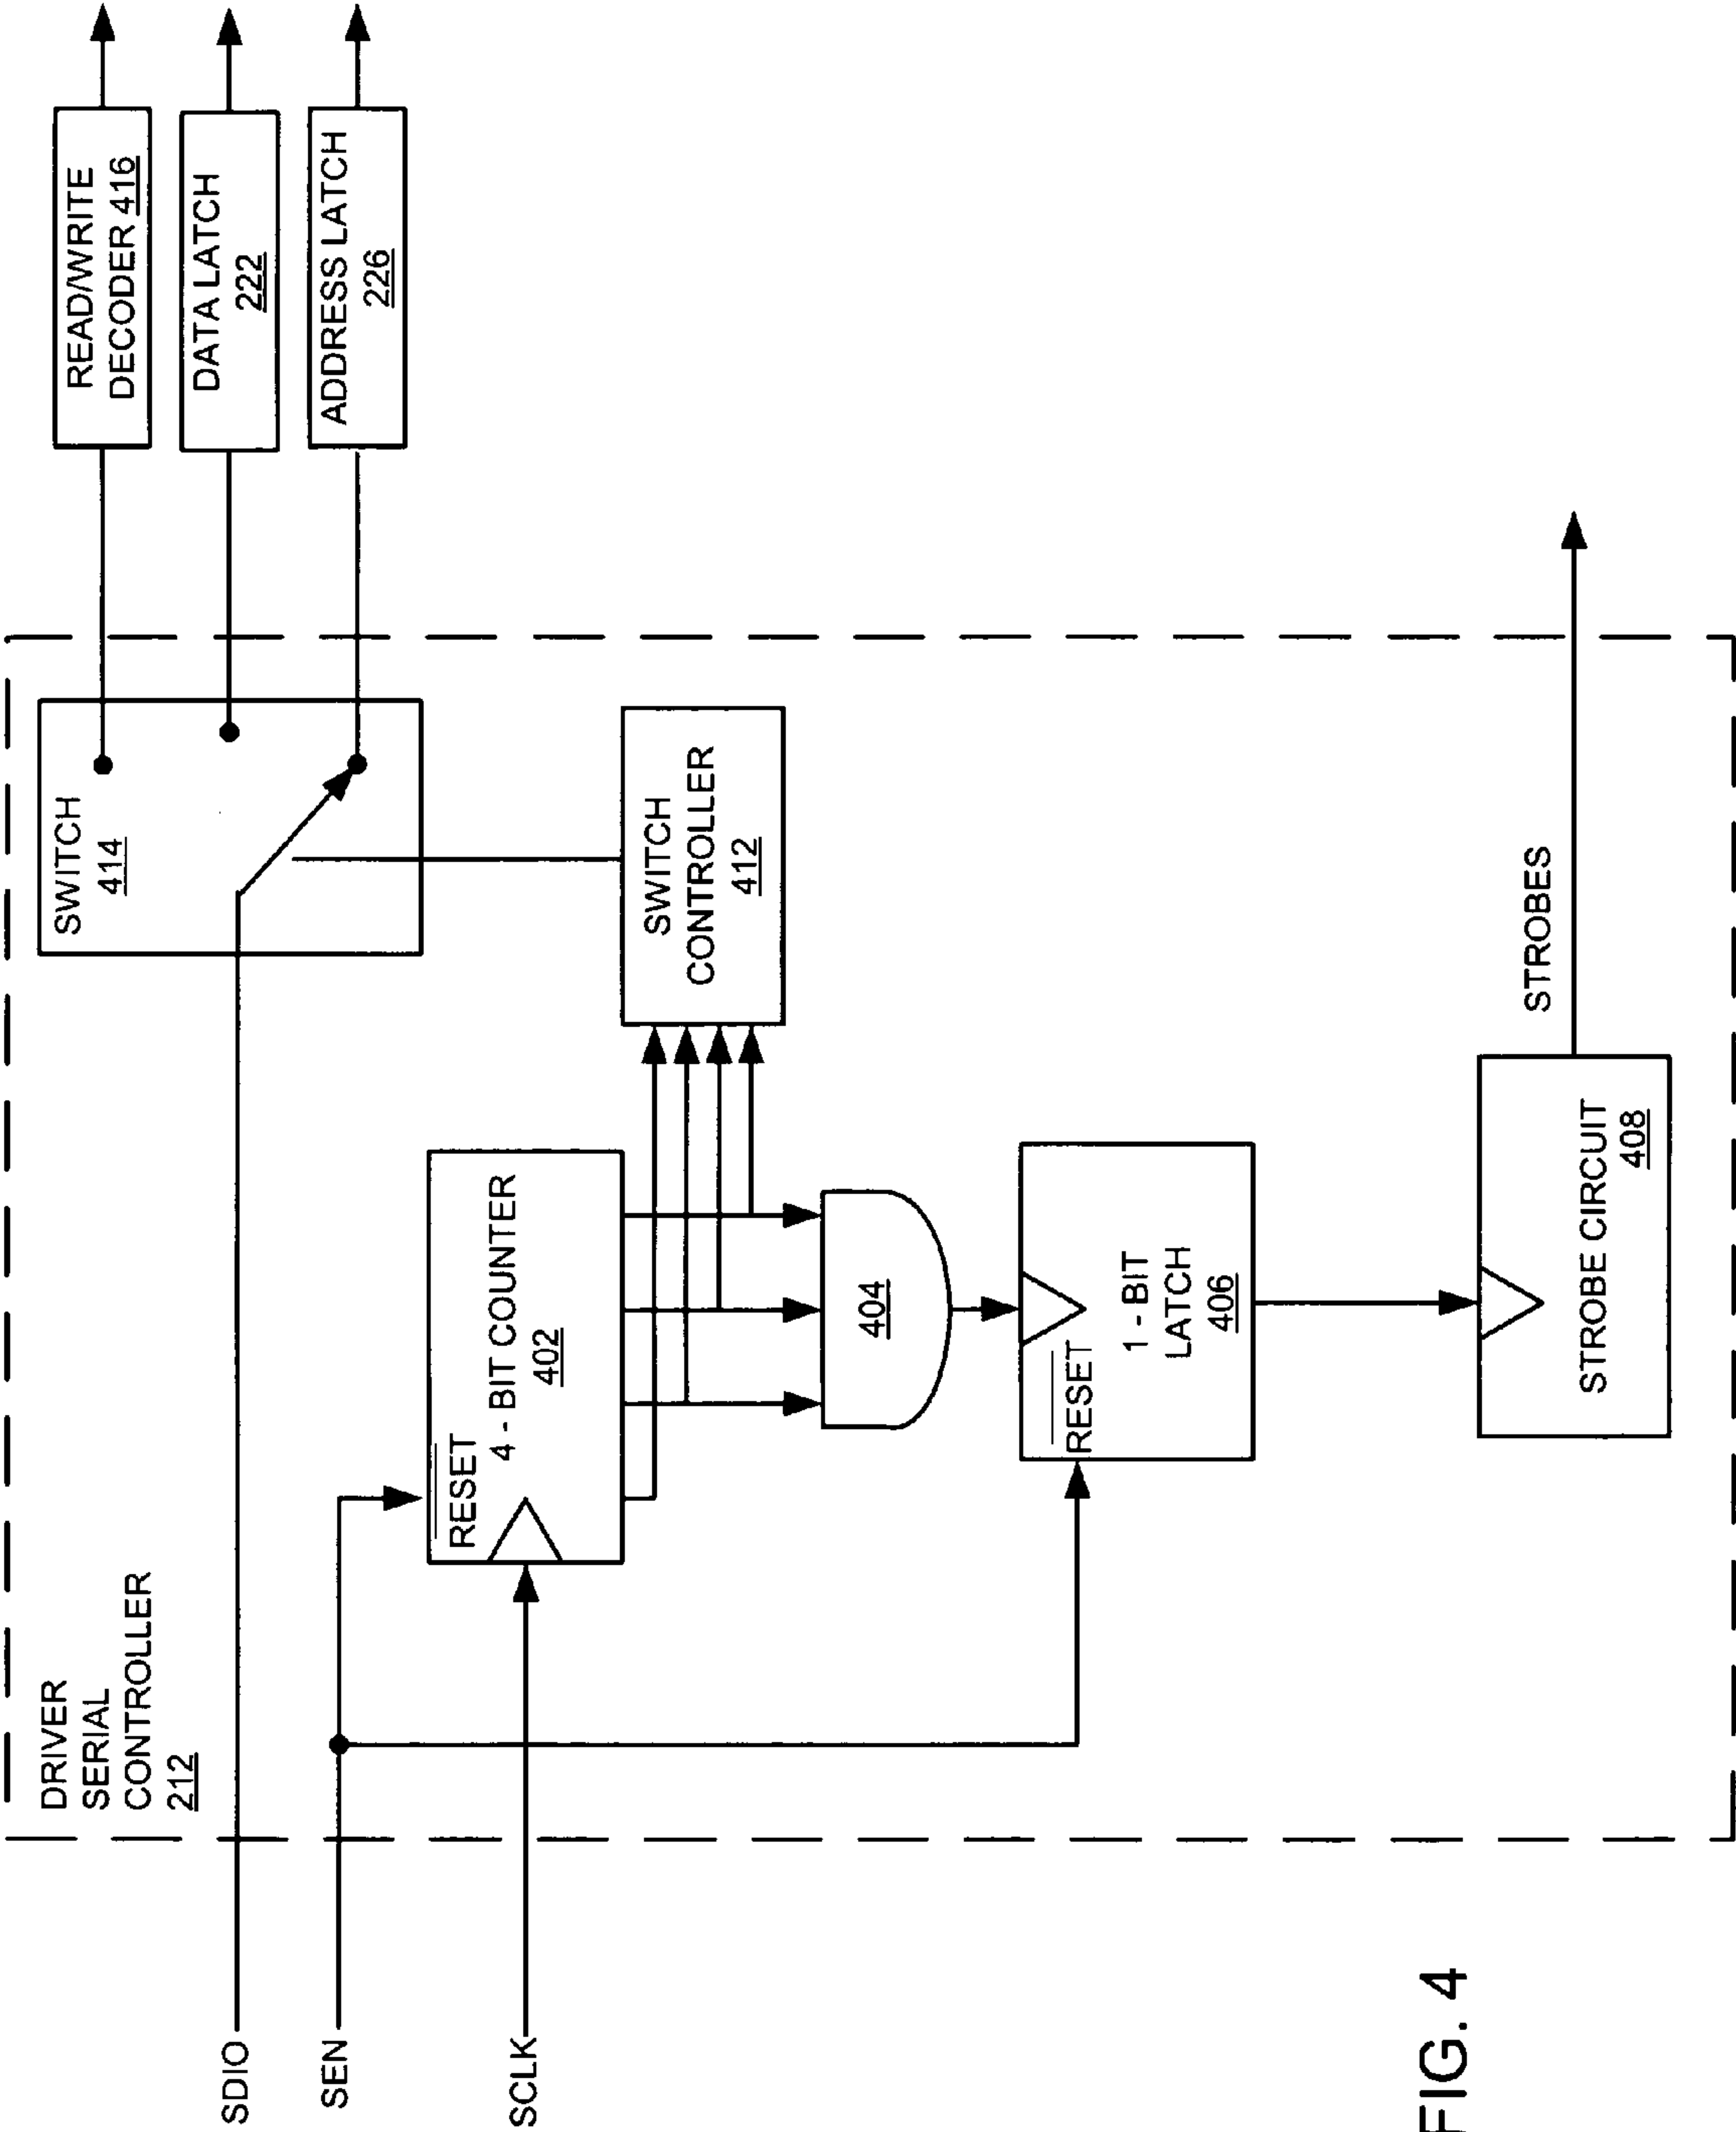 DRIVER
SERIAL
CONTROLLER
212
SDIO
SEN
SCLK
SWITCH
414
READ/WRITE
DECODER 416
DATA LATCH
222
ADDRESS LATCH
226
RESET
4 - BIT COUNTER
402
SWITCH
CONTROLLER
412
404
RESET
1 - BIT
LATCH
406
STROBE CIRCUIT
408
STROBES
FIG. 4